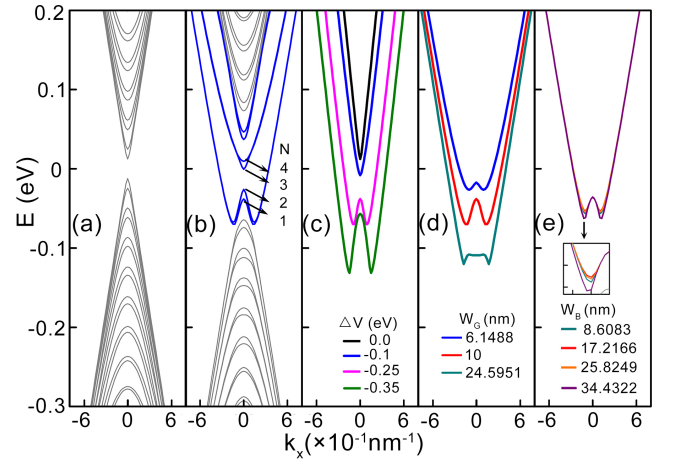 0.2
0.1
0
-0.1
-0.2
-0.3
E (eV)
(a)
(b)
(c)
(d)
(e)
N
4
3
2
1
△V (eV)
0.0
-0.1
-0.25
-0.35
W_G (nm)
6.1488
10
24.5951
W_B (nm)
8.6083
17.2166
25.8249
34.4322
-6 0 6 -6 0 6 -6 0 6 -6 0 6 -6 0 6
k_x(×10⁻¹nm⁻¹)